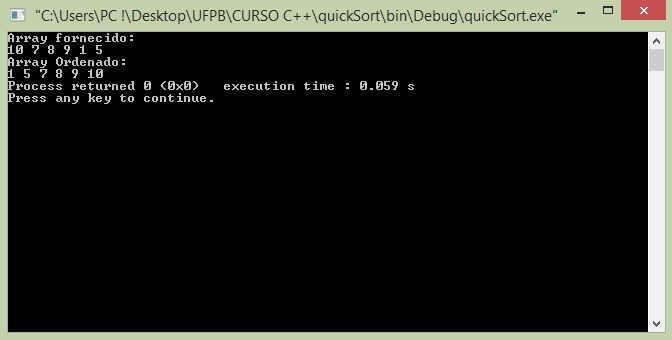 "C:\Users\PC !\Desktop\UFPB\CURSO C++\quickSort\bin\Debug\quickSort.exe"
Array fornecido:
10 7 8 9 1 5
Array Ordenado:
1 5 7 8 9 10
Process returned 0 (0x0)   execution time : 0.059 s
Press any key to continue.